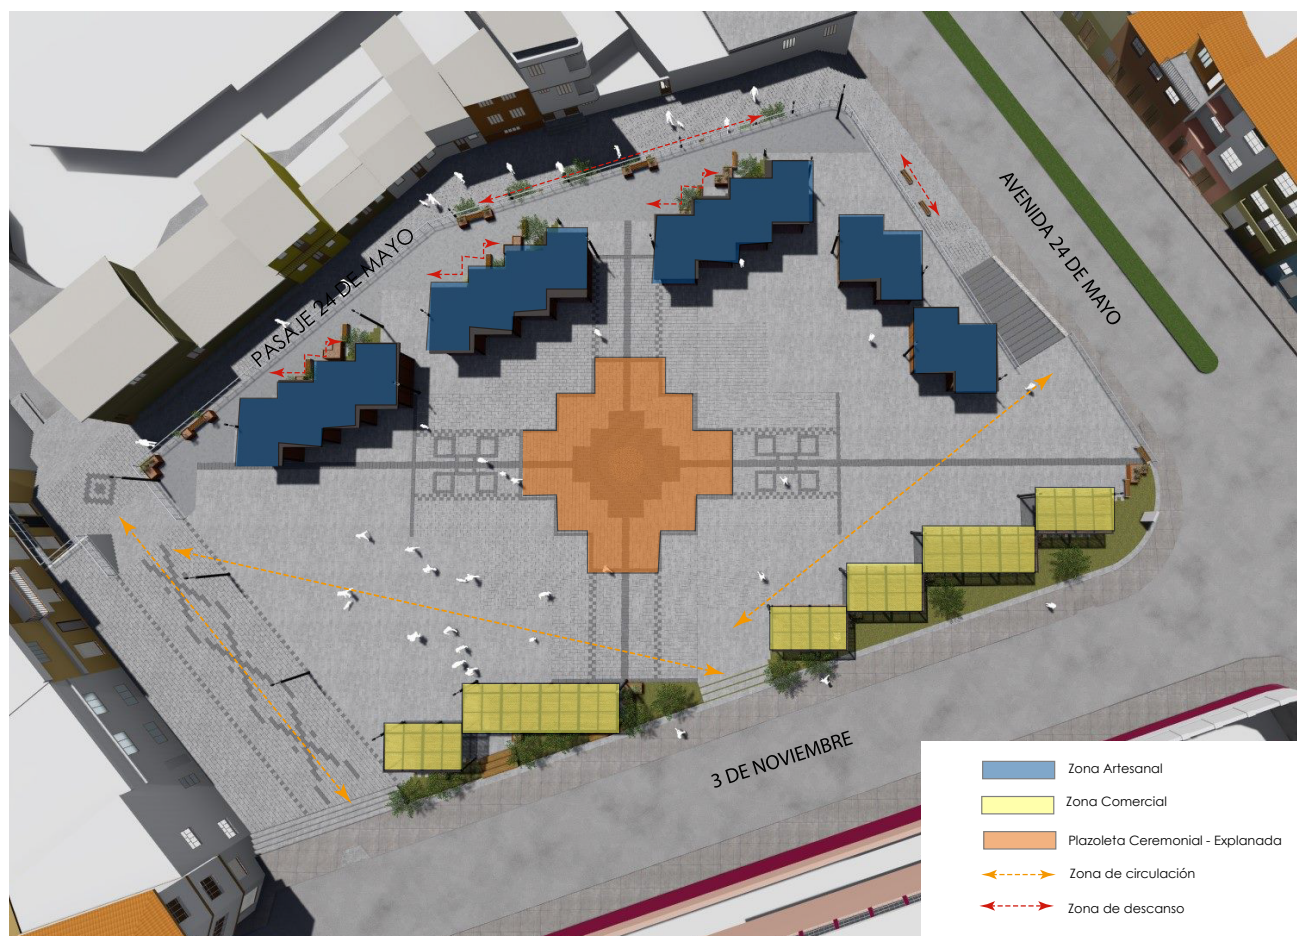 AVENIDA 24 DE MAYO
PASAJE 24 DE MAYO
3 DE NOVIEMBRE
Zona Artesanal
Zona Comercial
Plazoleta Ceremonial - Explanada
Zona de circulación
Zona de descanso